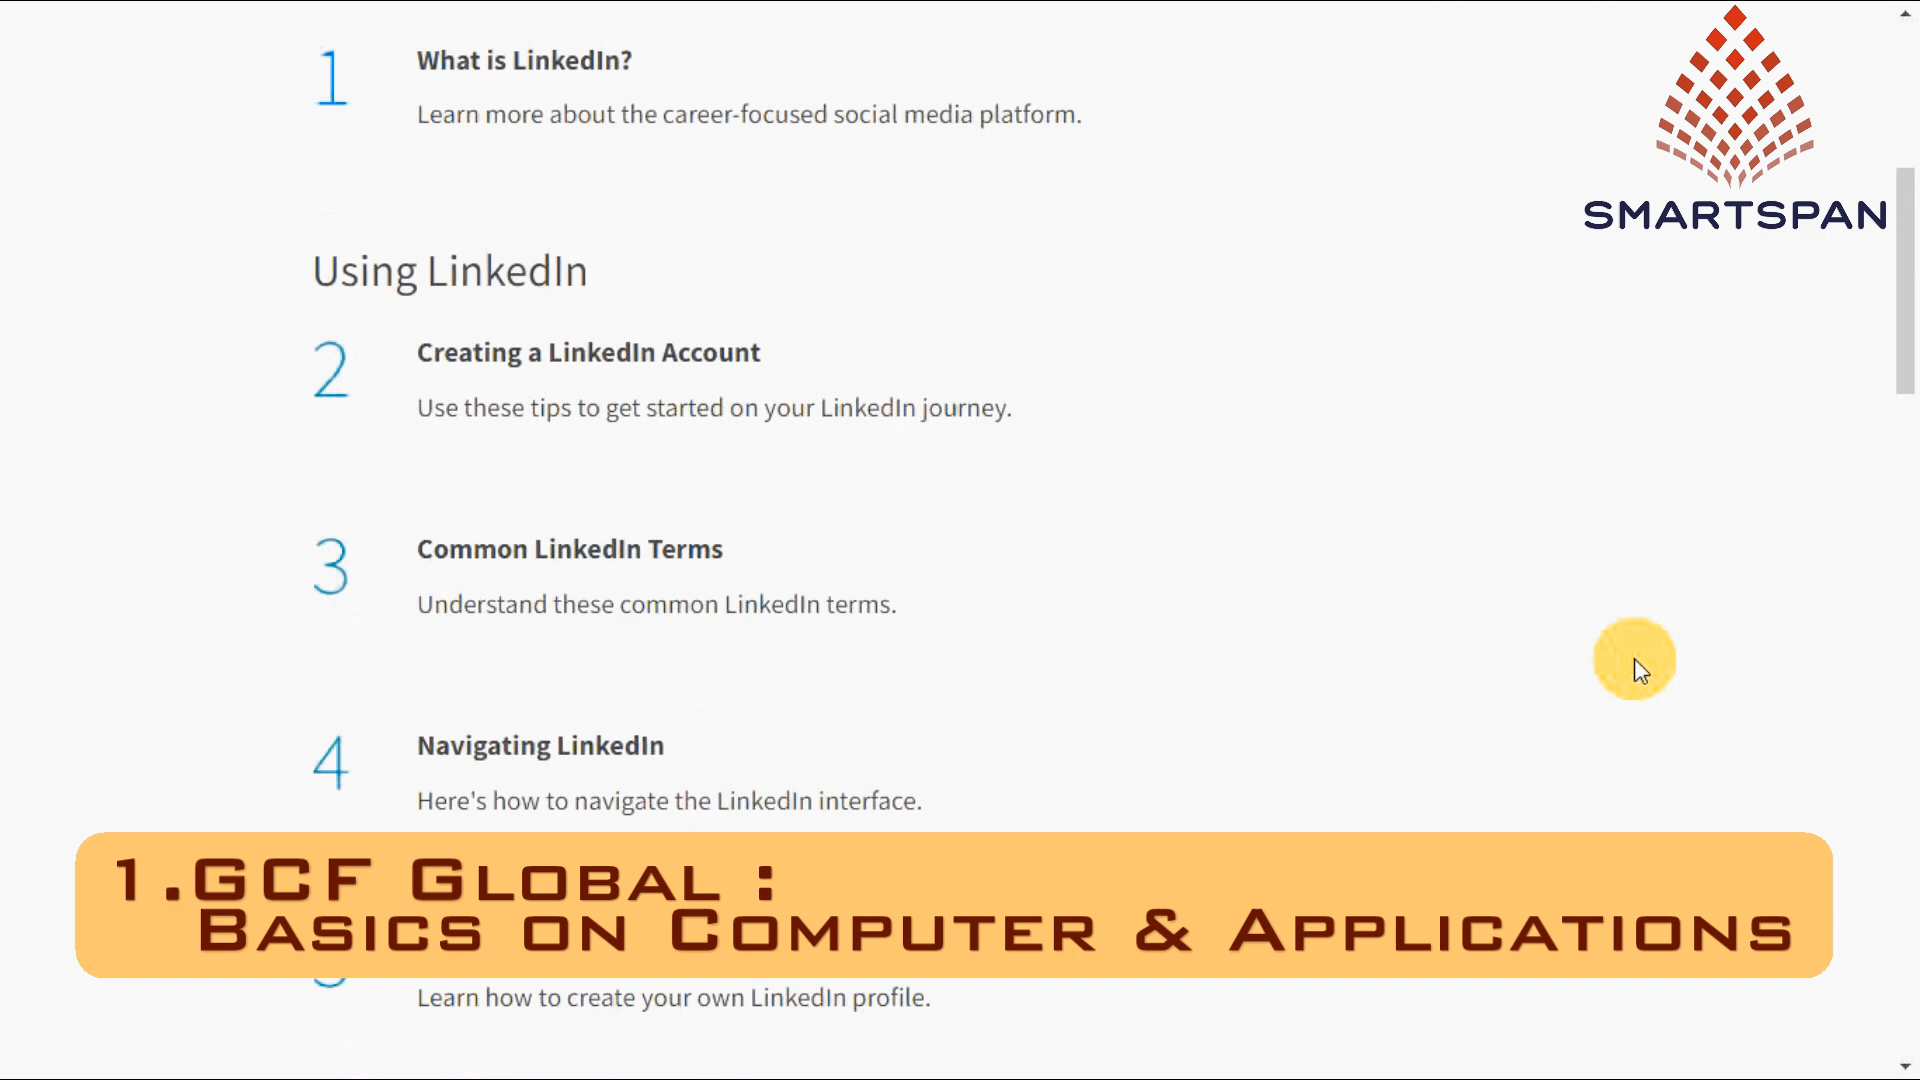 SMARTSPAN
1
What is LinkedIn?
Learn more about the career-focused social media platform.
Using LinkedIn
2
Creating a LinkedIn Account
Use these tips to get started on your LinkedIn journey.
3
Common LinkedIn Terms
Understand these common LinkedIn terms.
4
Navigating LinkedIn
Here's how to navigate the LinkedIn interface.
1.GCF GLOBAL :
BASICS ON COMPUTER & APPLICATIONS
Learn how to create your own LinkedIn profile.